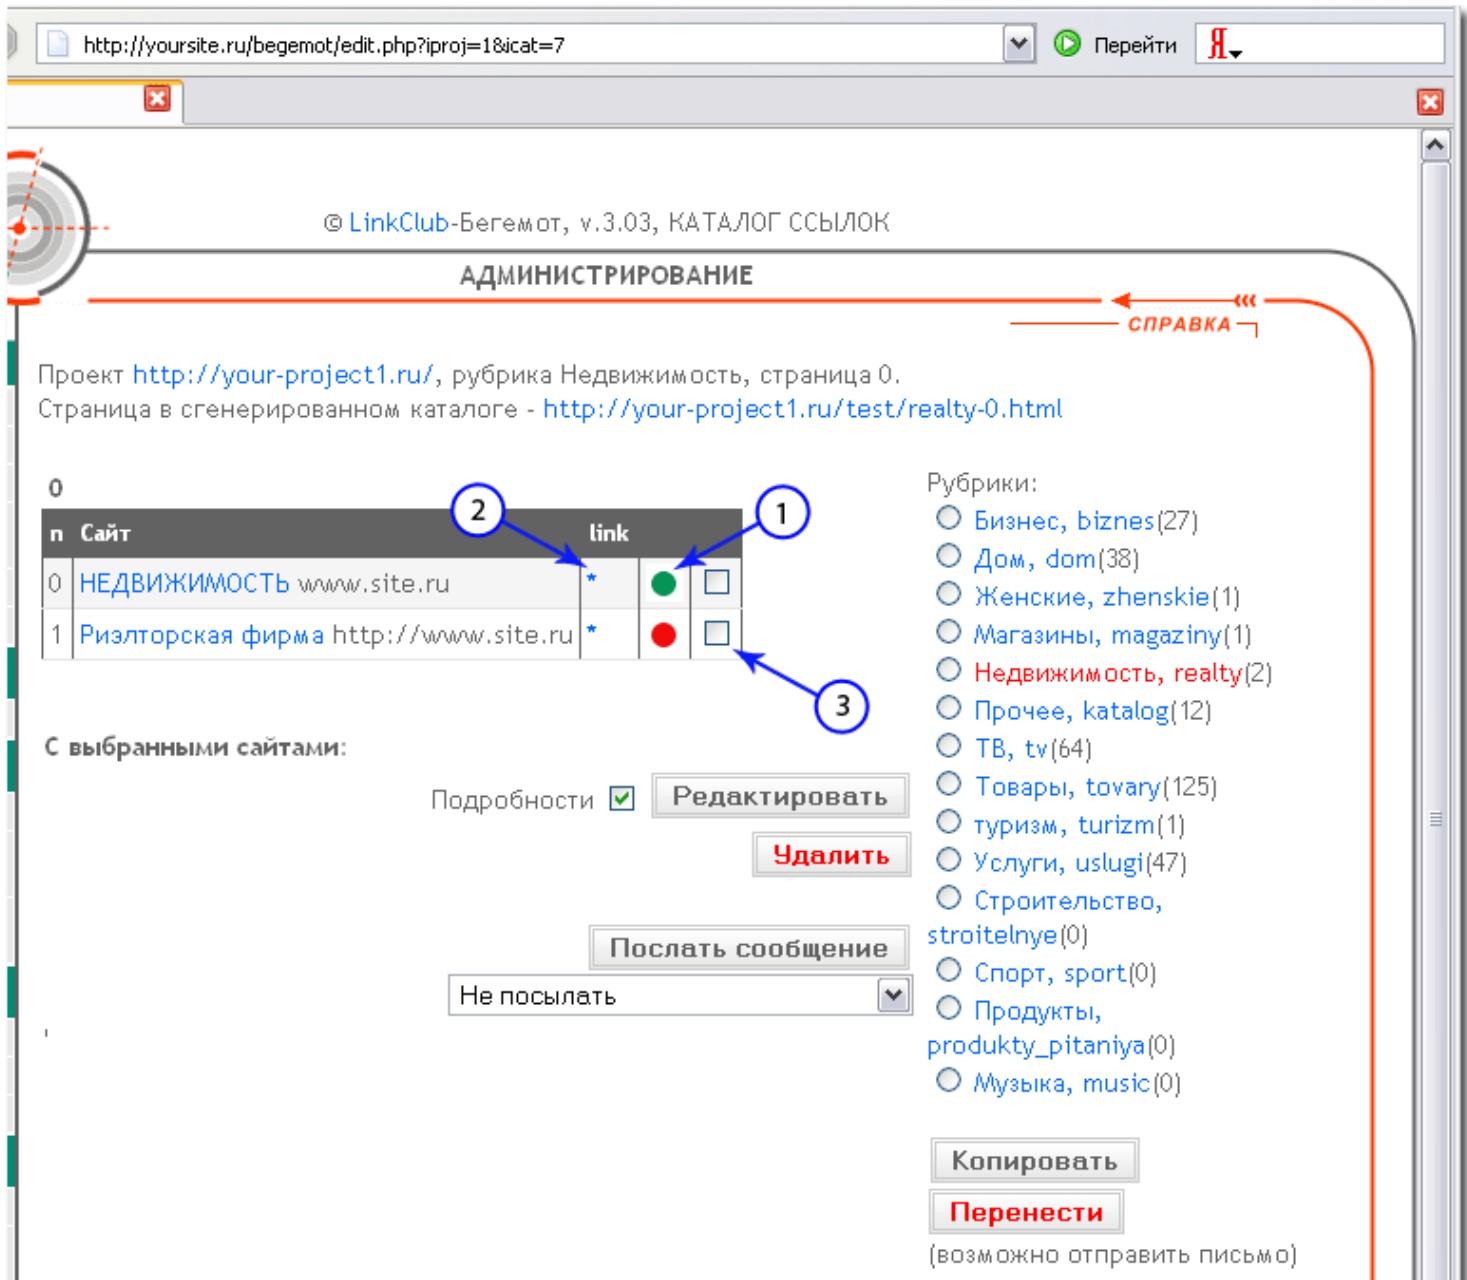 http://yoursite.ru/begemot/edit.php?iproj=1&icat=7
Перейти
Я
© LinkClub-Бегемот, v.3.03, КАТАЛОГ ССЫЛОК
АДМИНИСТРИРОВАНИЕ
СПРАВКА
Проект http://your-project1.ru/, рубрика Недвижимость, страница 0.
Страница в сгенерированном каталоге - http://your-project1.ru/test/realty-0.html
0
2
1
n Сайт link
0 НЕДВИЖИМОСТЬ www.site.ru *
1 Риэлторская фирма http://www.site.ru *
3
С выбранными сайтами:
Подробности Редактировать
Удалить
Послать сообщение
Не посылать
Рубрики:
Бизнес, biznes(27)
Дом, dom(38)
Женские, zhenskie(1)
Магазины, magaziny(1)
Недвижимость, realty(2)
Прочее, katalog(12)
ТВ, tv(64)
Товары, tovary(125)
туризм, turizm(1)
Услуги, uslugi(47)
Строительство,
stroitelnye(0)
Спорт, sport(0)
Продукты,
produkty_pitaniya(0)
Музыка, music(0)
Копировать
Перенести
(возможно отправить письмо)